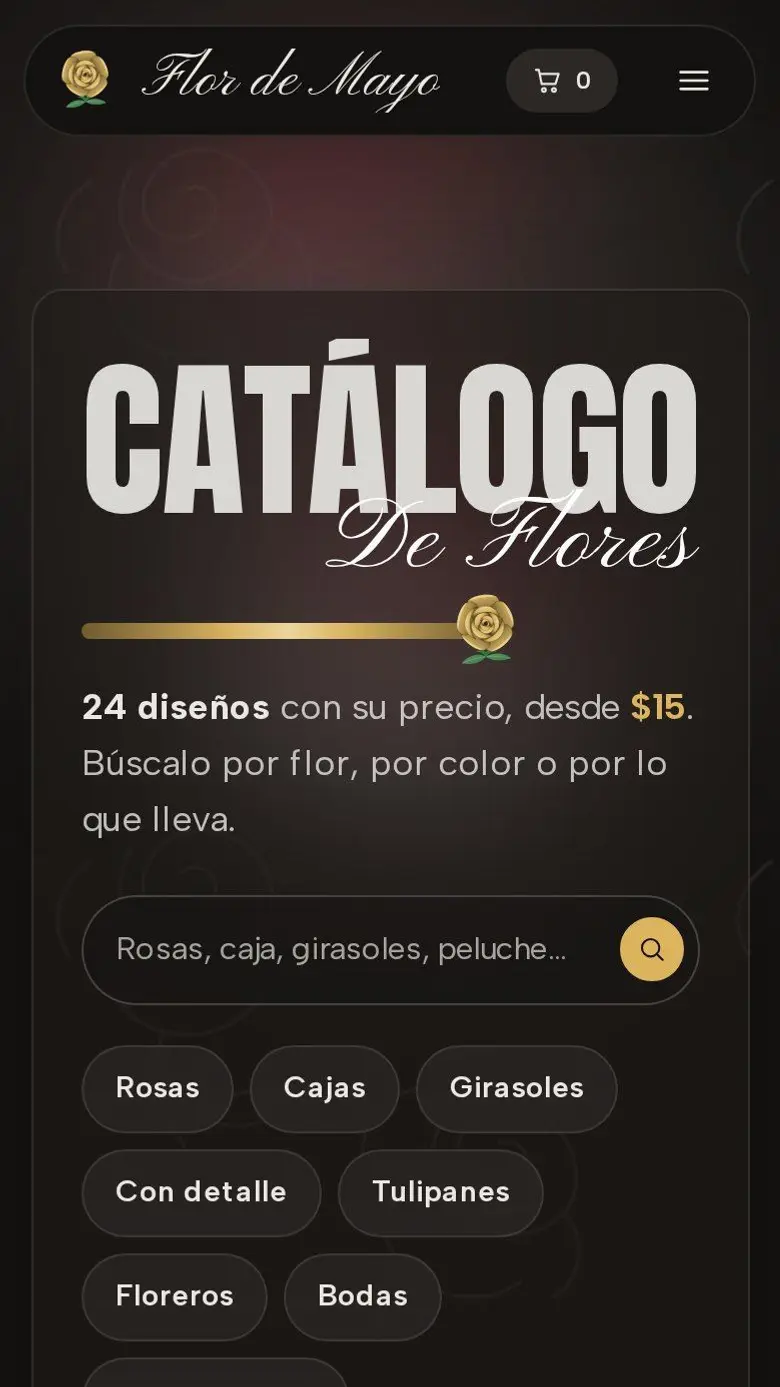 Flor de Mayo
0
CATÁLOGO
De Flores
24 diseños con su precio, desde $15.
Búscalo por flor, por color o por lo
que lleva.
Rosas, caja, girasoles, peluche...
Rosas
Cajas
Girasoles
Con detalle
Tulipanes
Floreros
Bodas